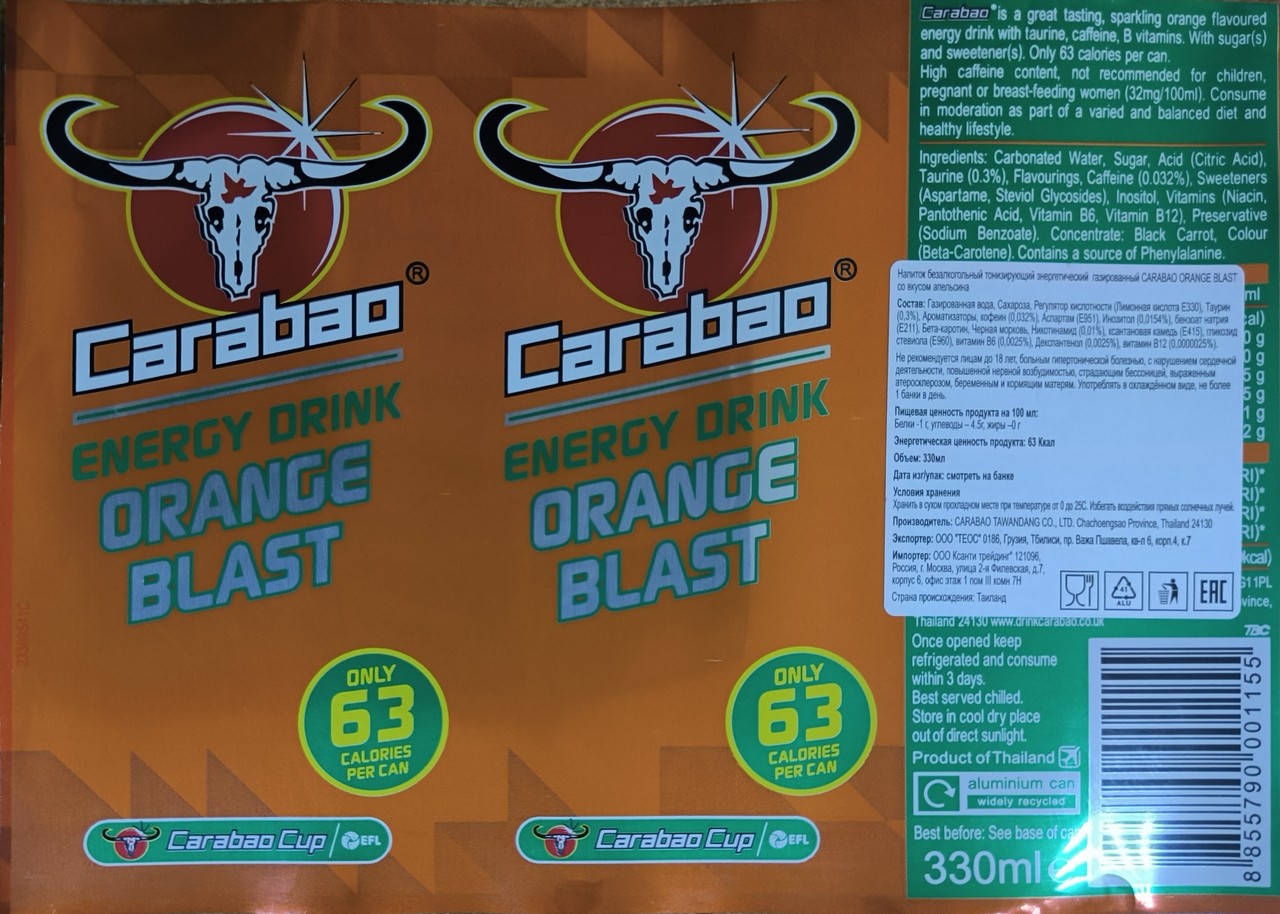 Carabao®
ENERGY DRINK
ORANGE
BLAST
ONLY
63
CALORIES
PER CAN
Carabao Cup EFL
Carabao®
ENERGY DRINK
ORANGE
BLAST
ONLY
63
CALORIES
PER CAN
Carabao Cup EFL
Carabao® is a great tasting, sparkling orange flavoured
energy drink with taurine, caffeine, B vitamins. With sugar(s)
and sweetener(s). Only 63 calories per can.
High caffeine content, not recommended for children,
pregnant or breast-feeding women (32mg/100ml). Consume
in moderation as part of a varied and balanced diet and
healthy lifestyle.
Ingredients: Carbonated Water, Sugar, Acid (Citric Acid),
Taurine (0.3%), Flavourings, Caffeine (0.032%), Sweeteners
(Aspartame, Steviol Glycosides), Inositol, Vitamins (Niacin,
Pantothenic Acid, Vitamin B6, Vitamin B12), Preservative
(Sodium Benzoate). Concentrate: Black Carrot, Colour
(Beta-Carotene). Contains a source of Phenylalanine.
Напиток безалкогольный тонизирующий энергетический газированный CARABAO ORANGE BLAST
со вкусом апельсина
Состав: Газированная вода, Сахароза, Регулятор кислотности (Лимонная кислота Е330), Таурин
(0,3%), Ароматизаторы, кофеин (0,032%), Аспартам (Е951), Инозитол (0,0154%), бензоат натрия
(Е211), Бета-каротин, Черная морковь, Никотинамид (0,01%), ксантановая камедь (Е415), гликозид
стевиола (Е960), витамин В6 (0,0025%), Декспантенол (0,0025%), витамин В12 (0,0000025%).
Не рекомендуется лицам до 18 лет, больным гипертонической болезнью, с нарушением сердечной
деятельности, повышенной нервной возбудимостью, страдающим бессоницей, выраженным
атеросклерозом, беременным и кормящим матерям. Употреблять в охлаждённом виде, не более
1 банки в день.
Пищевая ценность продукта на 100 мл:
Белки -1 г, углеводы – 4.5г, жиры –0 г
Энергетическая ценность продукта: 63 Ккал
Объем: 330мл
Дата изг/упак: смотреть на банке
Условия хранения
Хранить в сухом прохладном месте при температуре от 0 до 25С. Избегать воздействия прямых солнечных лучей.
Производитель: CARABAO TAWANDANG CO., LTD. Chachoengsao Province, Thailand 24130
Экспортер: ООО "ТЕОС" 0186, Грузия, Тбилиси, пр. Важа Пшавела, кв-л 6, корп.4, к.7
Импортер: ООО Ксанти трейдинг" 121096,
Россия, г. Москва, улица 2-я Филевская, д.7,
корпус 6, офис этаж 1 пом III комн 7Н
Страна происхождения: Таиланд
41
ALU
EAC
Thailand 24130 www.drinkcarabao.co.uk
TBC
Once opened keep
refrigerated and consume
within 3 days.
Best served chilled.
Store in cool dry place
out of direct sunlight.
Product of Thailand
aluminium can
widely recycled
Best before: See base of can
330ml e
8 855790 001155